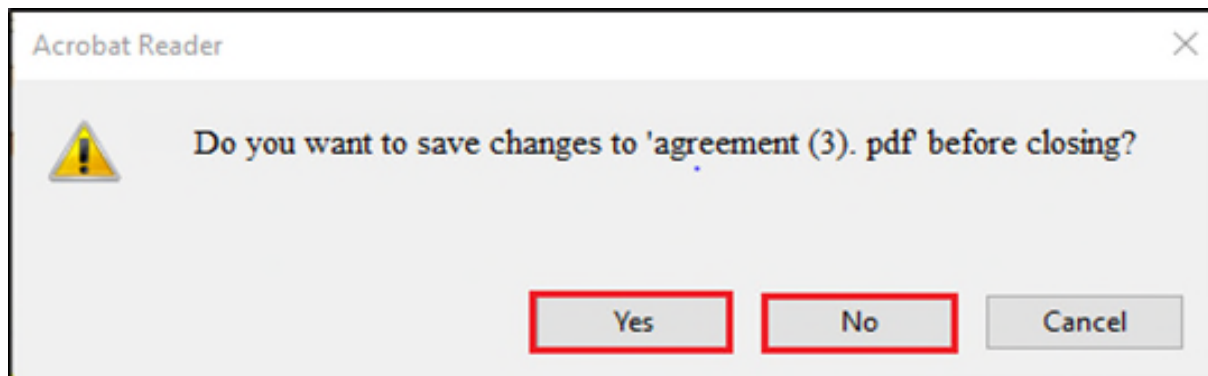 Acrobat Reader
Do you want to save changes to 'agreement (3). pdf' before closing?
Yes No Cancel